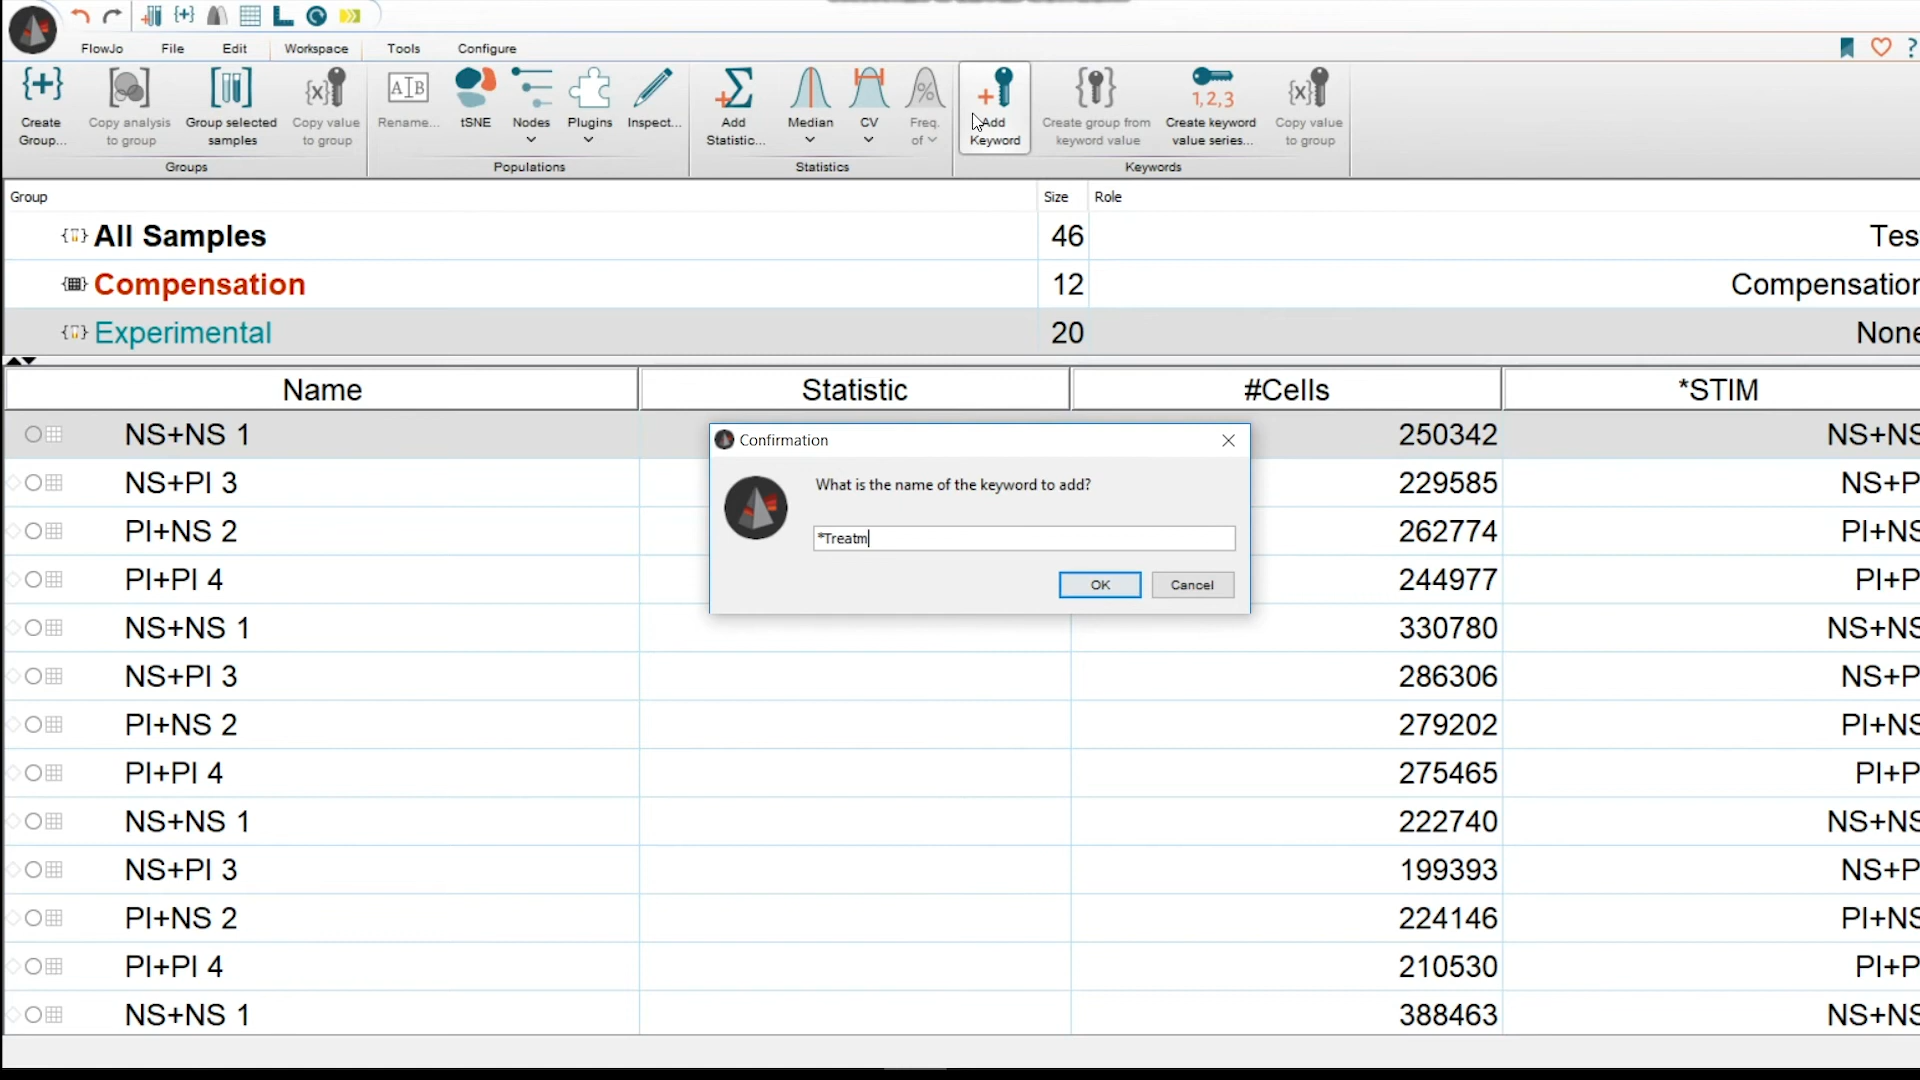 FlowJo File Edit Workspace Tools Configure ?
Create Group... Copy analysis to group Group selected samples Copy value to group
Groups
AIB Rename... tSNE Nodes Plugins Inspect...
Populations
Add Statistic... Median CV Freq. of
Statistics
Add Keyword Create group from keyword value 1,2,3 Create keyword value series... Copy value to group
Keywords
Group Size Role
All Samples 46 Tes
Compensation 12 Compensation
Experimental 20 None
Name Statistic #Cells *STIM
NS+NS 1 250342 NS+NS
NS+PI 3 229585 NS+P
PI+NS 2 262774 PI+NS
PI+PI 4 244977 PI+P
NS+NS 1 330780 NS+NS
NS+PI 3 286306 NS+P
PI+NS 2 279202 PI+NS
PI+PI 4 275465 PI+P
NS+NS 1 222740 NS+NS
NS+PI 3 199393 NS+P
PI+NS 2 224146 PI+NS
PI+PI 4 210530 PI+P
NS+NS 1 388463 NS+NS
Confirmation
What is the name of the keyword to add?
*Treatm
OK Cancel